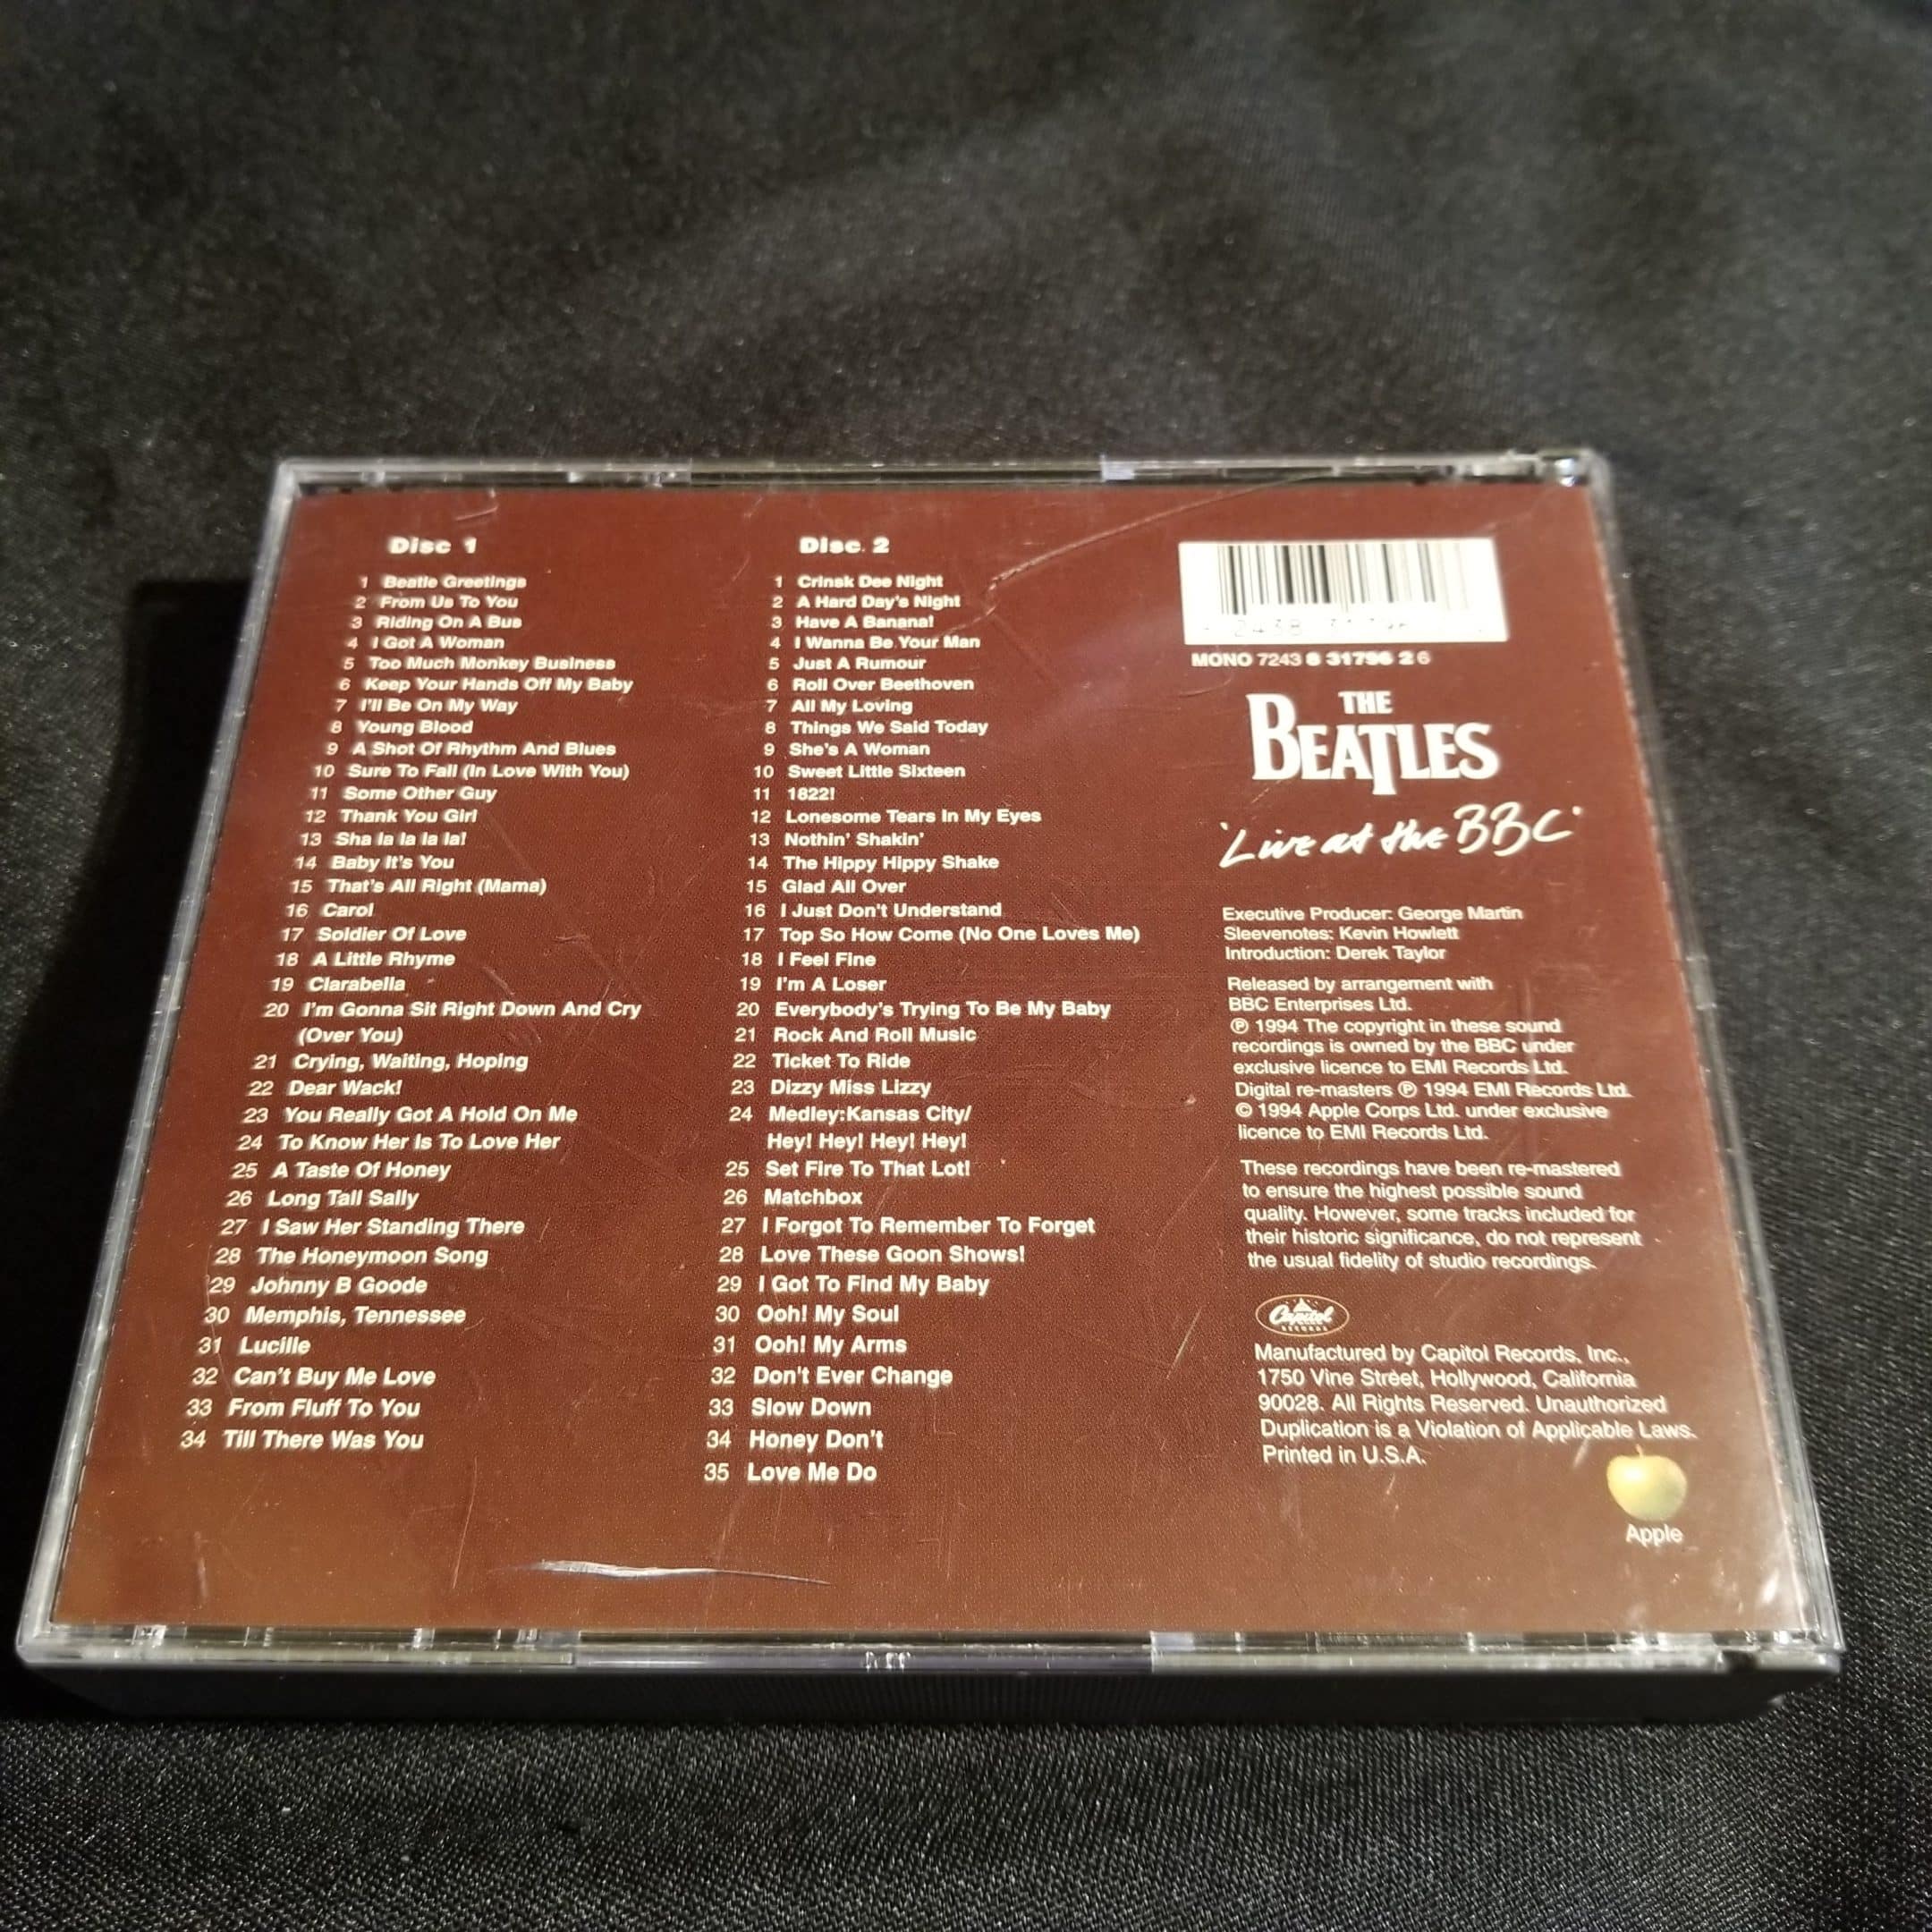 Disc 1
1 Beatle Greetings
2 From Us To You
3 Riding On A Bus
4 I Got A Woman
5 Too Much Monkey Business
6 Keep Your Hands Off My Baby
7 I'll Be On My Way
8 Young Blood
9 A Shot Of Rhythm And Blues
10 Sure To Fall (In Love With You)
11 Some Other Guy
12 Thank You Girl
13 Sha la la la la!
14 Baby It's You
15 That's All Right (Mama)
16 Carol
17 Soldier Of Love
18 A Little Rhyme
19 Clarabella
20 I'm Gonna Sit Right Down And Cry
(Over You)
21 Crying, Waiting, Hoping
22 Dear Wack!
23 You Really Got A Hold On Me
24 To Know Her Is To Love Her
25 A Taste Of Honey
26 Long Tall Sally
27 I Saw Her Standing There
28 The Honeymoon Song
29 Johnny B Goode
30 Memphis, Tennessee
31 Lucille
32 Can't Buy Me Love
33 From Fluff To You
34 Till There Was You
Disc 2
1 Crinsk Dee Night
2 A Hard Day's Night
3 Have A Banana!
4 I Wanna Be Your Man
5 Just A Rumour
6 Roll Over Beethoven
7 All My Loving
8 Things We Said Today
9 She's A Woman
10 Sweet Little Sixteen
11 1822!
12 Lonesome Tears In My Eyes
13 Nothin' Shakin'
14 The Hippy Hippy Shake
15 Glad All Over
16 I Just Don't Understand
17 Top So How Come (No One Loves Me)
18 I Feel Fine
19 I'm A Loser
20 Everybody's Trying To Be My Baby
21 Rock And Roll Music
22 Ticket To Ride
23 Dizzy Miss Lizzy
24 Medley:Kansas City/
Hey! Hey! Hey! Hey!
25 Set Fire To That Lot!
26 Matchbox
27 I Forgot To Remember To Forget
28 Love These Goon Shows!
29 I Got To Find My Baby
30 Ooh! My Soul
31 Ooh! My Arms
32 Don't Ever Change
33 Slow Down
34 Honey Don't
35 Love Me Do
MONO 7243 8 31796 2 6
THE
BEATLES
'Live at the BBC'
Executive Producer: George Martin
Sleevenotes: Kevin Howlett
Introduction: Derek Taylor
Released by arrangement with
BBC Enterprises Ltd.
℗ 1994 The copyright in these sound
recordings is owned by the BBC under
exclusive licence to EMI Records Ltd.
Digital re-masters ℗ 1994 EMI Records Ltd.
© 1994 Apple Corps Ltd. under exclusive
licence to EMI Records Ltd.
These recordings have been re-mastered
to ensure the highest possible sound
quality. However, some tracks included for
their historic significance, do not represent
the usual fidelity of studio recordings.
Capitol
RECORDS
Manufactured by Capitol Records, Inc.,
1750 Vine Street, Hollywood, California
90028. All Rights Reserved. Unauthorized
Duplication is a Violation of Applicable Laws.
Printed in U.S.A.
Apple